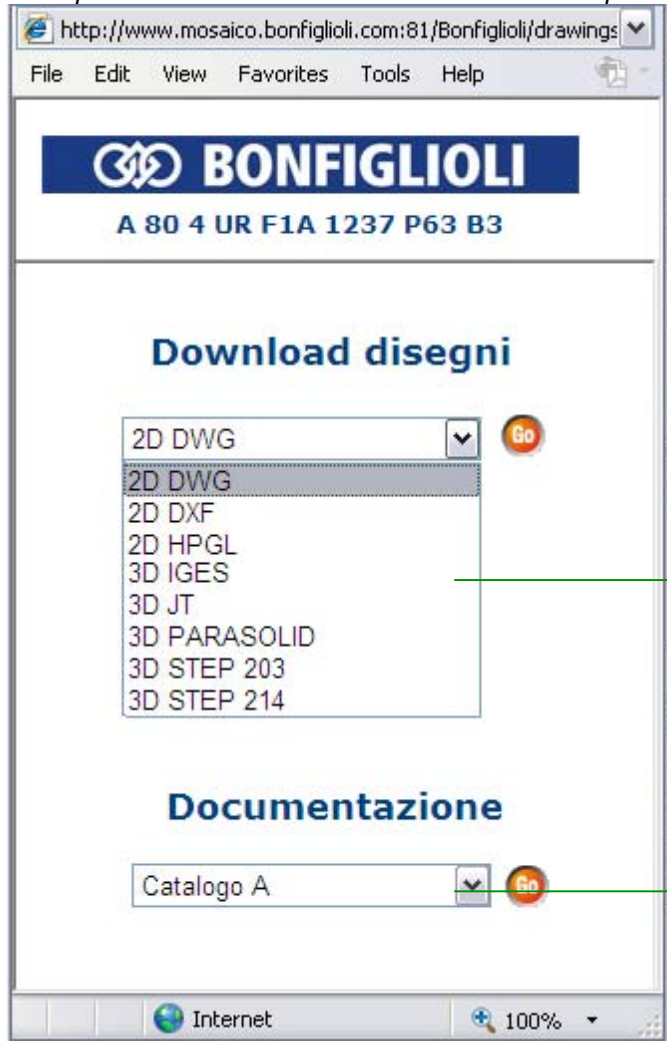 http://www.mosaico.bonfiglioli.com:81/Bonfiglioli/drawings
File Edit View Favorites Tools Help
BONFIGLIOLI
A 80 4 UR F1A 1237 P63 B3
Download disegni
2D DWG Go
2D DWG
2D DXF
2D HPGL
3D IGES
3D JT
3D PARASOLID
3D STEP 203
3D STEP 214
Documentazione
Catalogo A Go
Internet 100%